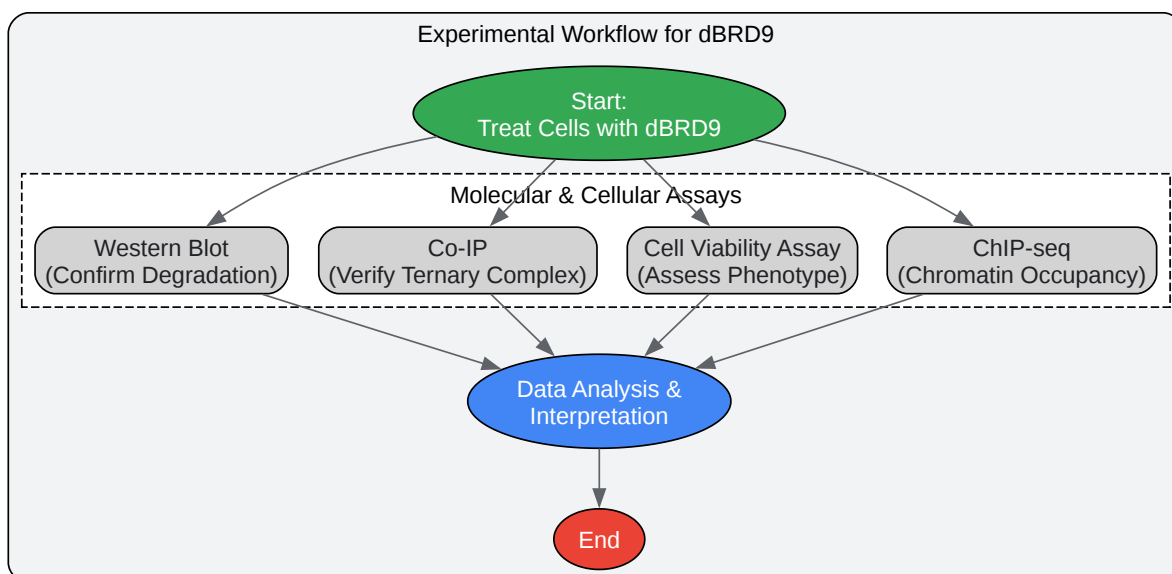 Experimental Workflow for dBRD9
Start:
Treat Cells with dBRD9
Molecular & Cellular Assays
Western Blot
(Confirm Degradation)
Co-IP
(Verify Ternary Complex)
Cell Viability Assay
(Assess Phenotype)
ChIP-seq
(Chromatin Occupancy)
Data Analysis &
Interpretation
End